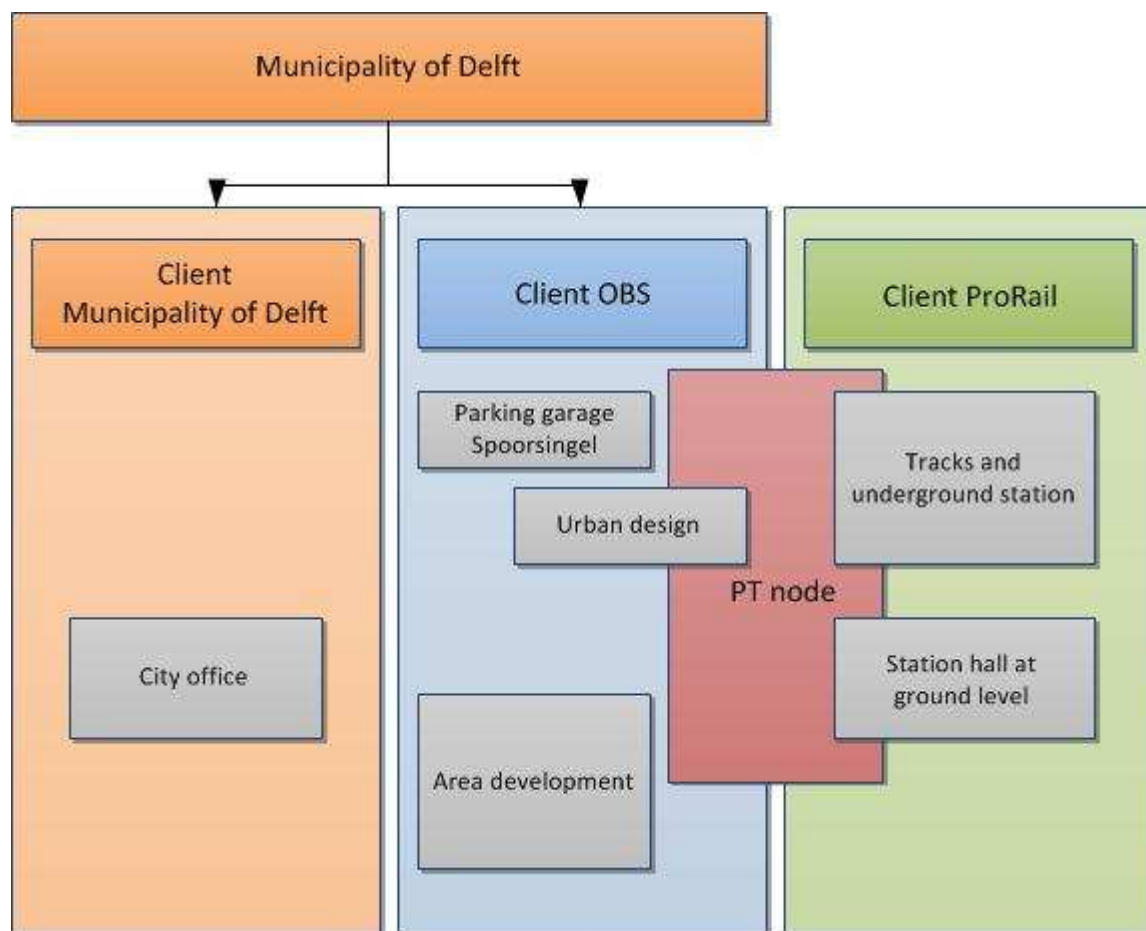 Municipality of Delft
Client
Municipality of Delft
Client OBS
Client ProRail
Parking garage
Spoorsingel
Tracks and
underground station
Urban design
PT node
City office
Station hall at
ground level
Area development